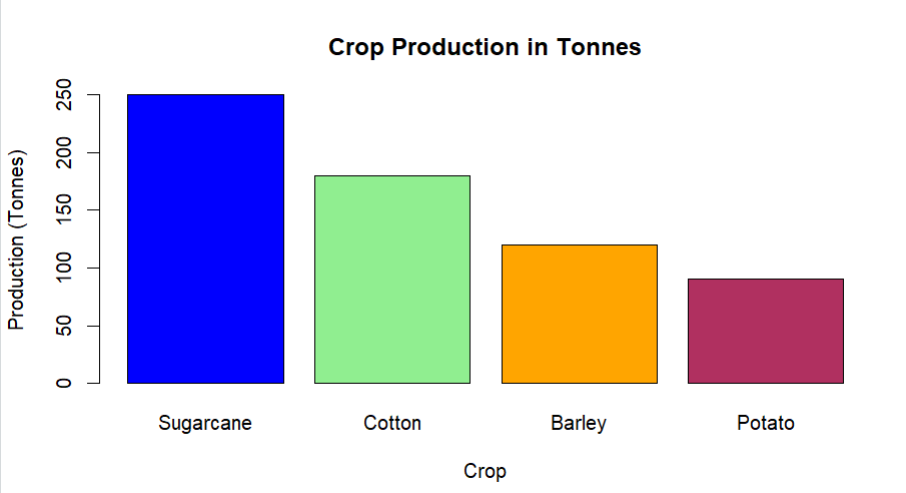 Crop Production in Tonnes
Production (Tonnes)
250
200
150
100
50
0
Sugarcane Cotton Barley Potato
Crop